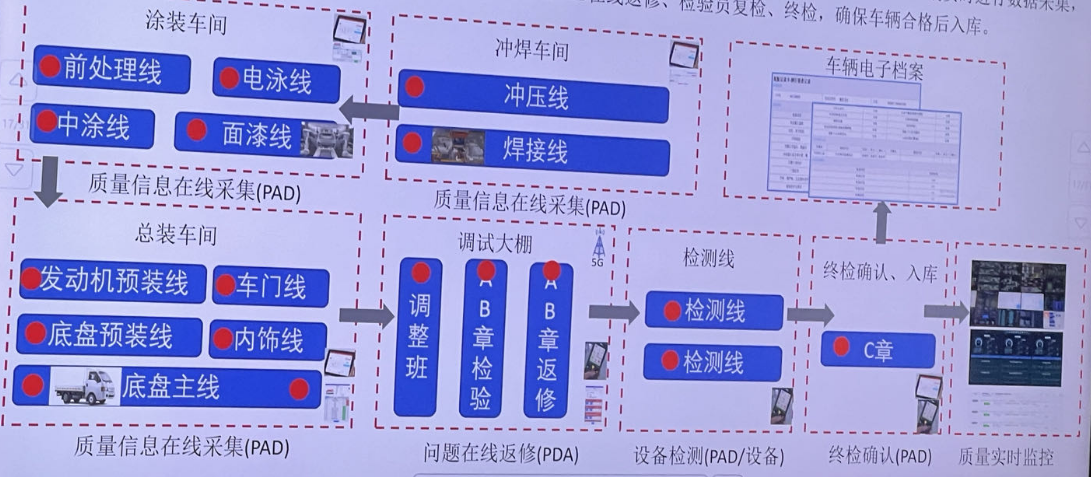 在线返修、检验员复检、终检，确保车辆合格后入库。
涂装车间
前处理线
电泳线
中涂线
面漆线
质量信息在线采集(PAD)
冲焊车间
冲压线
焊接线
质量信息在线采集(PAD)
车辆电子档案
总装车间
发动机预装线
车门线
底盘预装线
内饰线
底盘主线
质量信息在线采集(PAD)
调试大棚
5G
调整班
AB章检验
AB章返修
问题在线返修(PDA)
检测线
检测线
检测线
设备检测(PAD/设备)
终检确认、入库
C章
终检确认(PAD)
质量实时监控